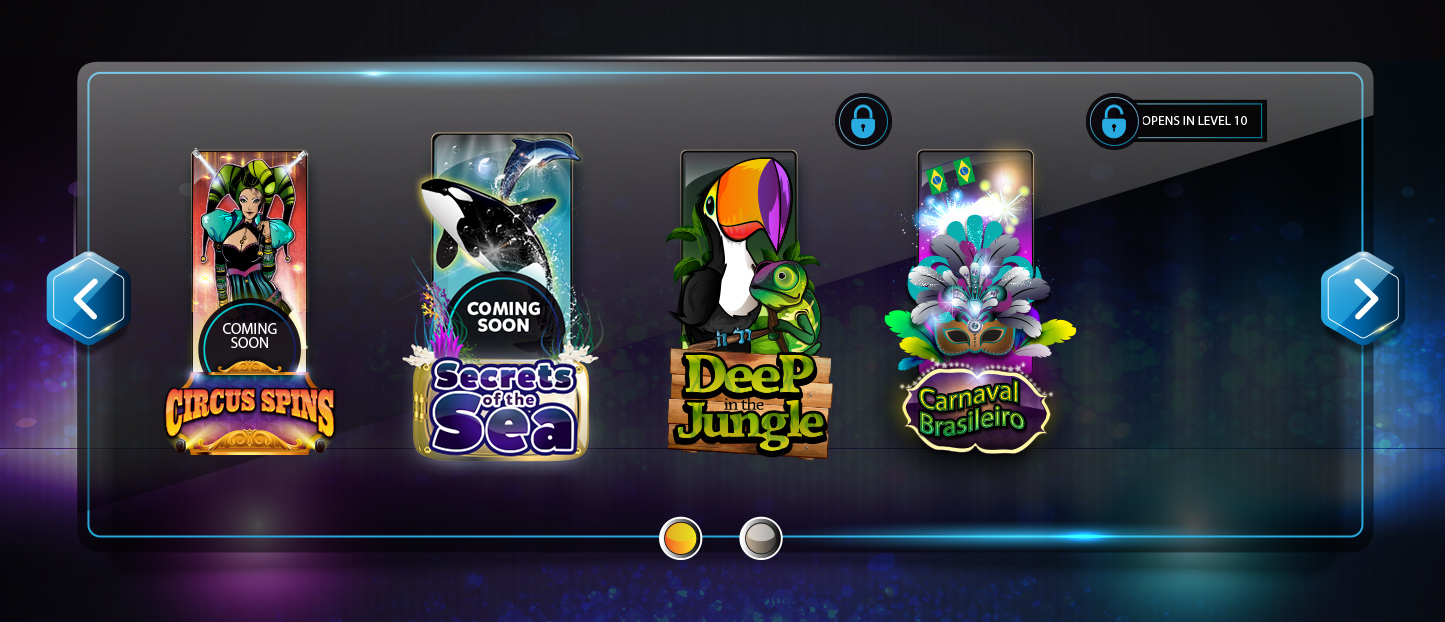 OPENS IN LEVEL 10
COMING
SOON
CIRCUS SPINS
COMING
SOON
Secrets
of the
Sea
DeeP
in the
Jungle
Carnaval
Brasileiro